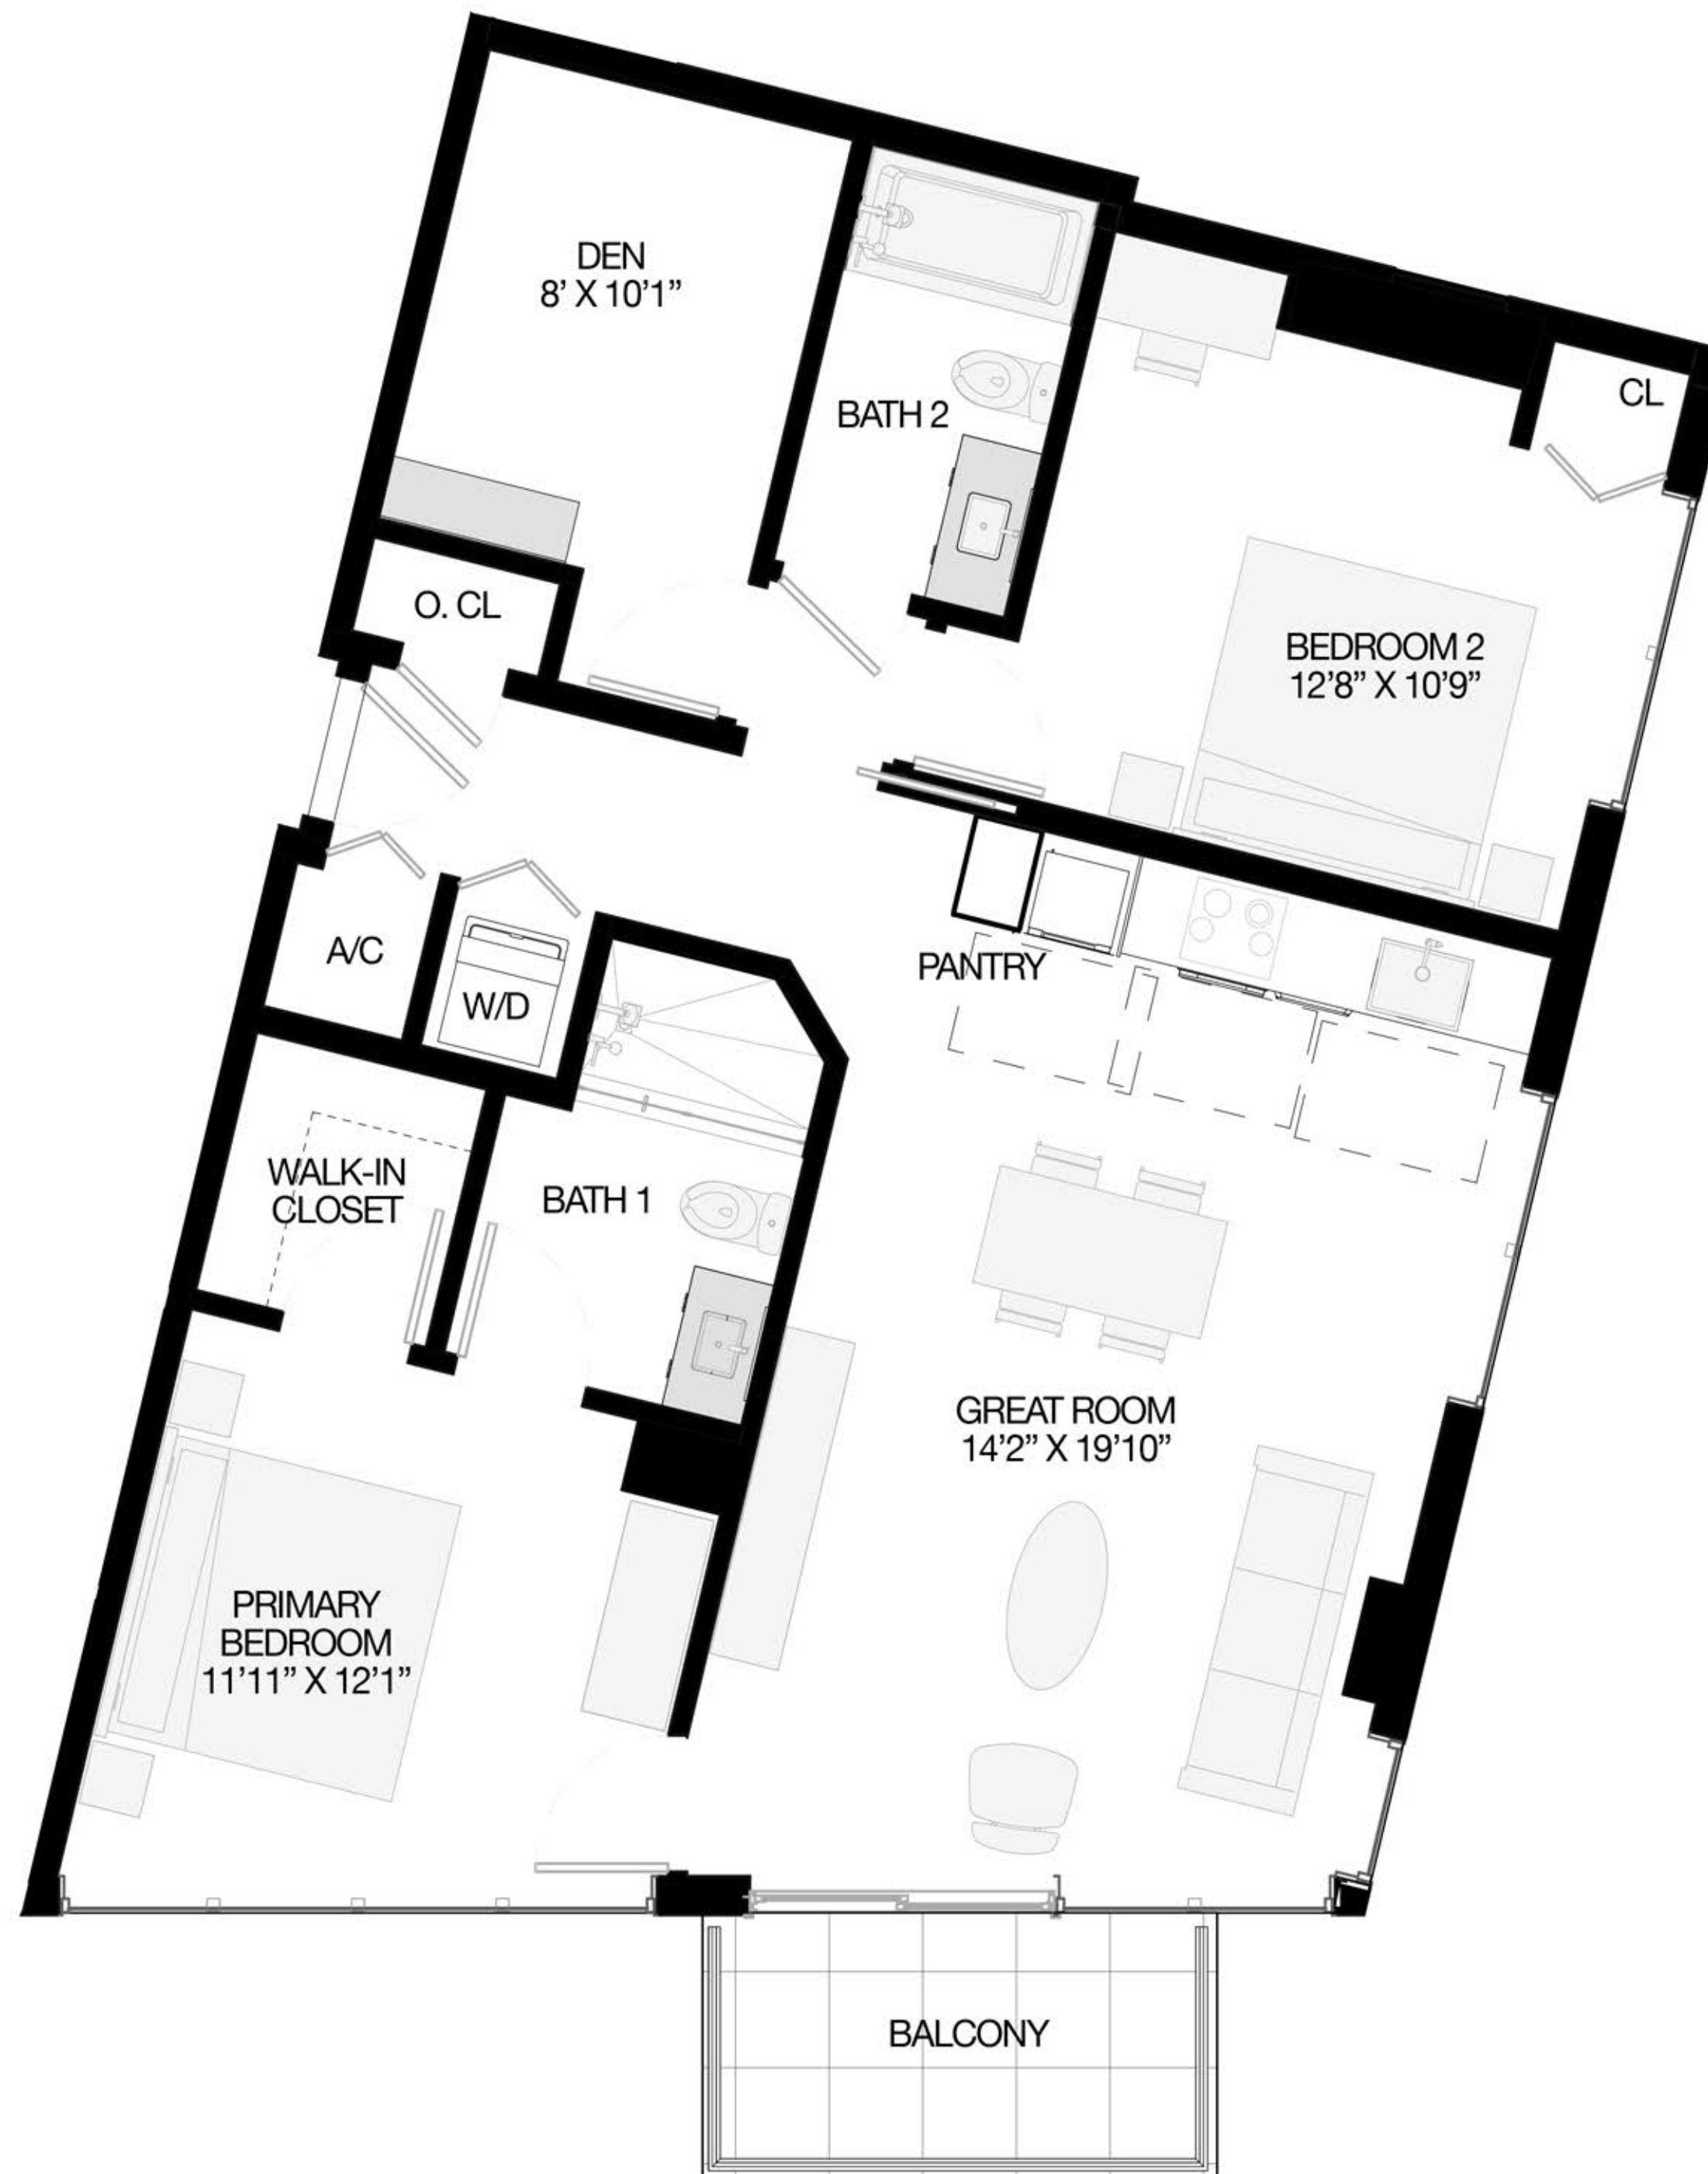 DEN
8’ X 10’1”
CL
BATH 2
O. CL
BEDROOM 2
12’8” X 10’9”
A/C
W/D
PANTRY
WALK-IN
CLOSET
BATH 1
GREAT ROOM
14’2” X 19’10”
PRIMARY
BEDROOM
11’11” X 12’1”
BALCONY